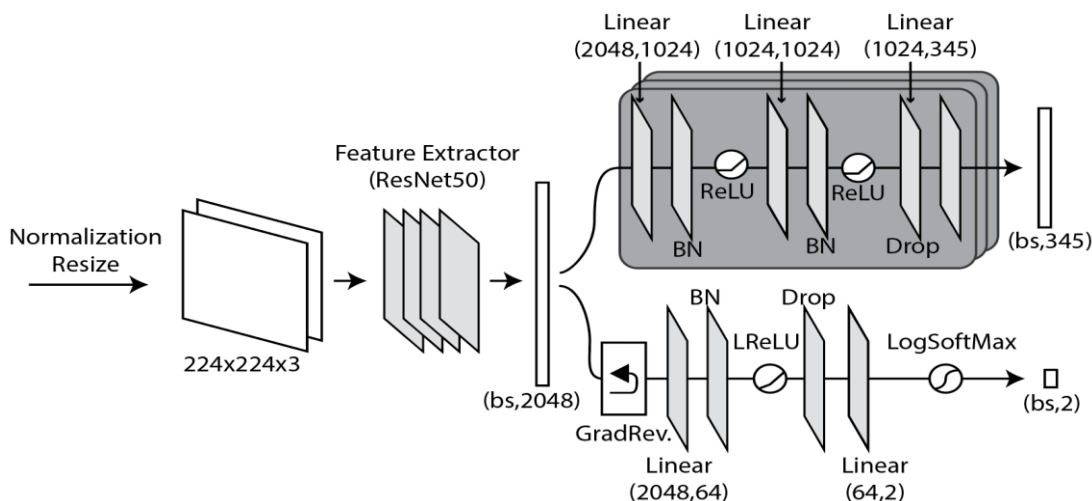 Normalization
Resize
224x224x3
Feature Extractor
(ResNet50)
(bs,2048)
Linear
(2048,1024)
Linear
(1024,1024)
Linear
(1024,345)
BN
ReLU
BN
ReLU
Drop
(bs,345)
GradRev.
Linear
(2048,64)
BN
LReLU
Drop
Linear
(64,2)
LogSoftMax
(bs,2)